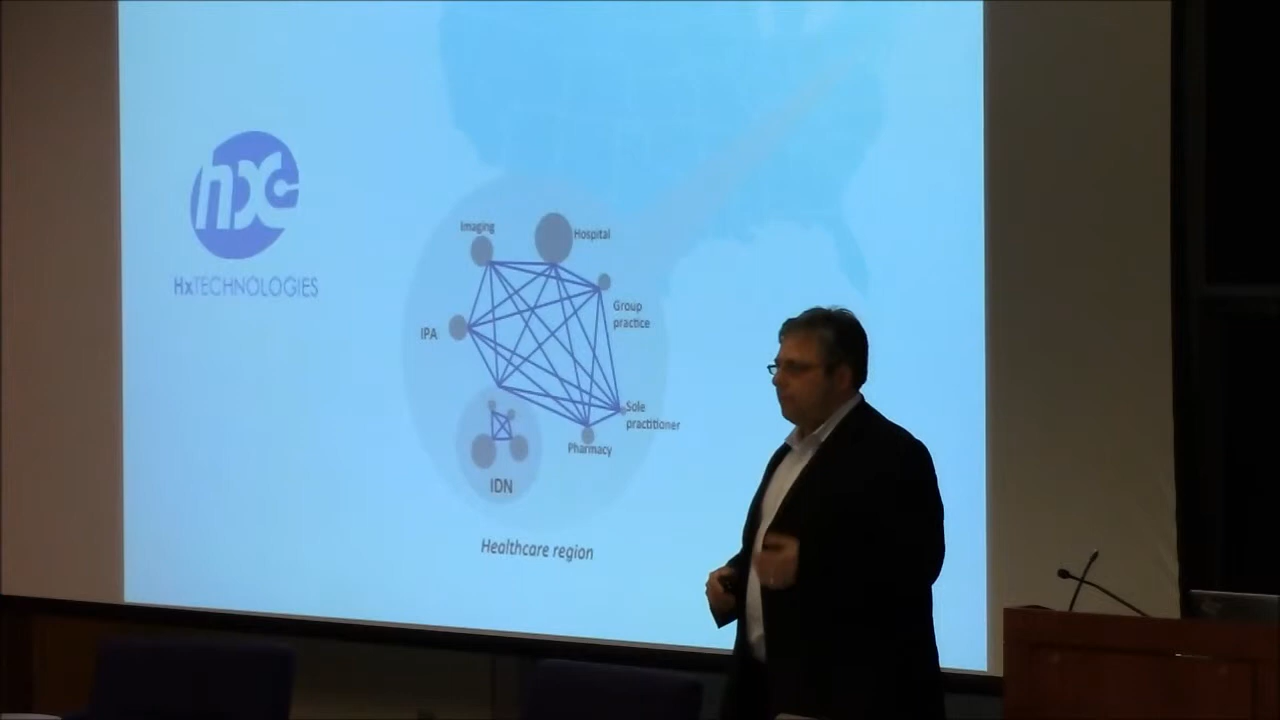 hxc
HxTECHNOLOGIES
Imaging
Hospital
Group
practice
IPA
Sole
practitioner
Pharmacy
IDN
Healthcare region